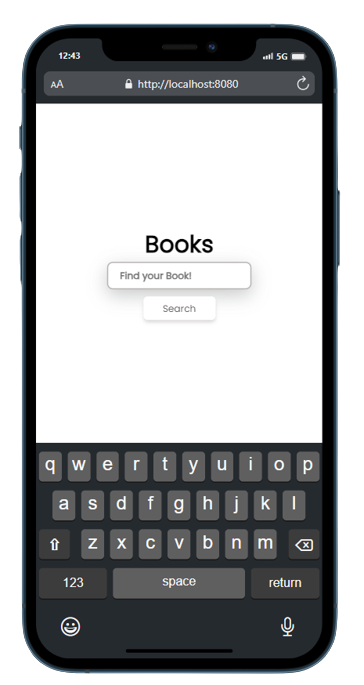 12:43
5G
AA
http://localhost:8080
Books
Find your Book!
Search
q w e r t y u i o p
a s d f g h j k l
z x c v b n m
123 space return